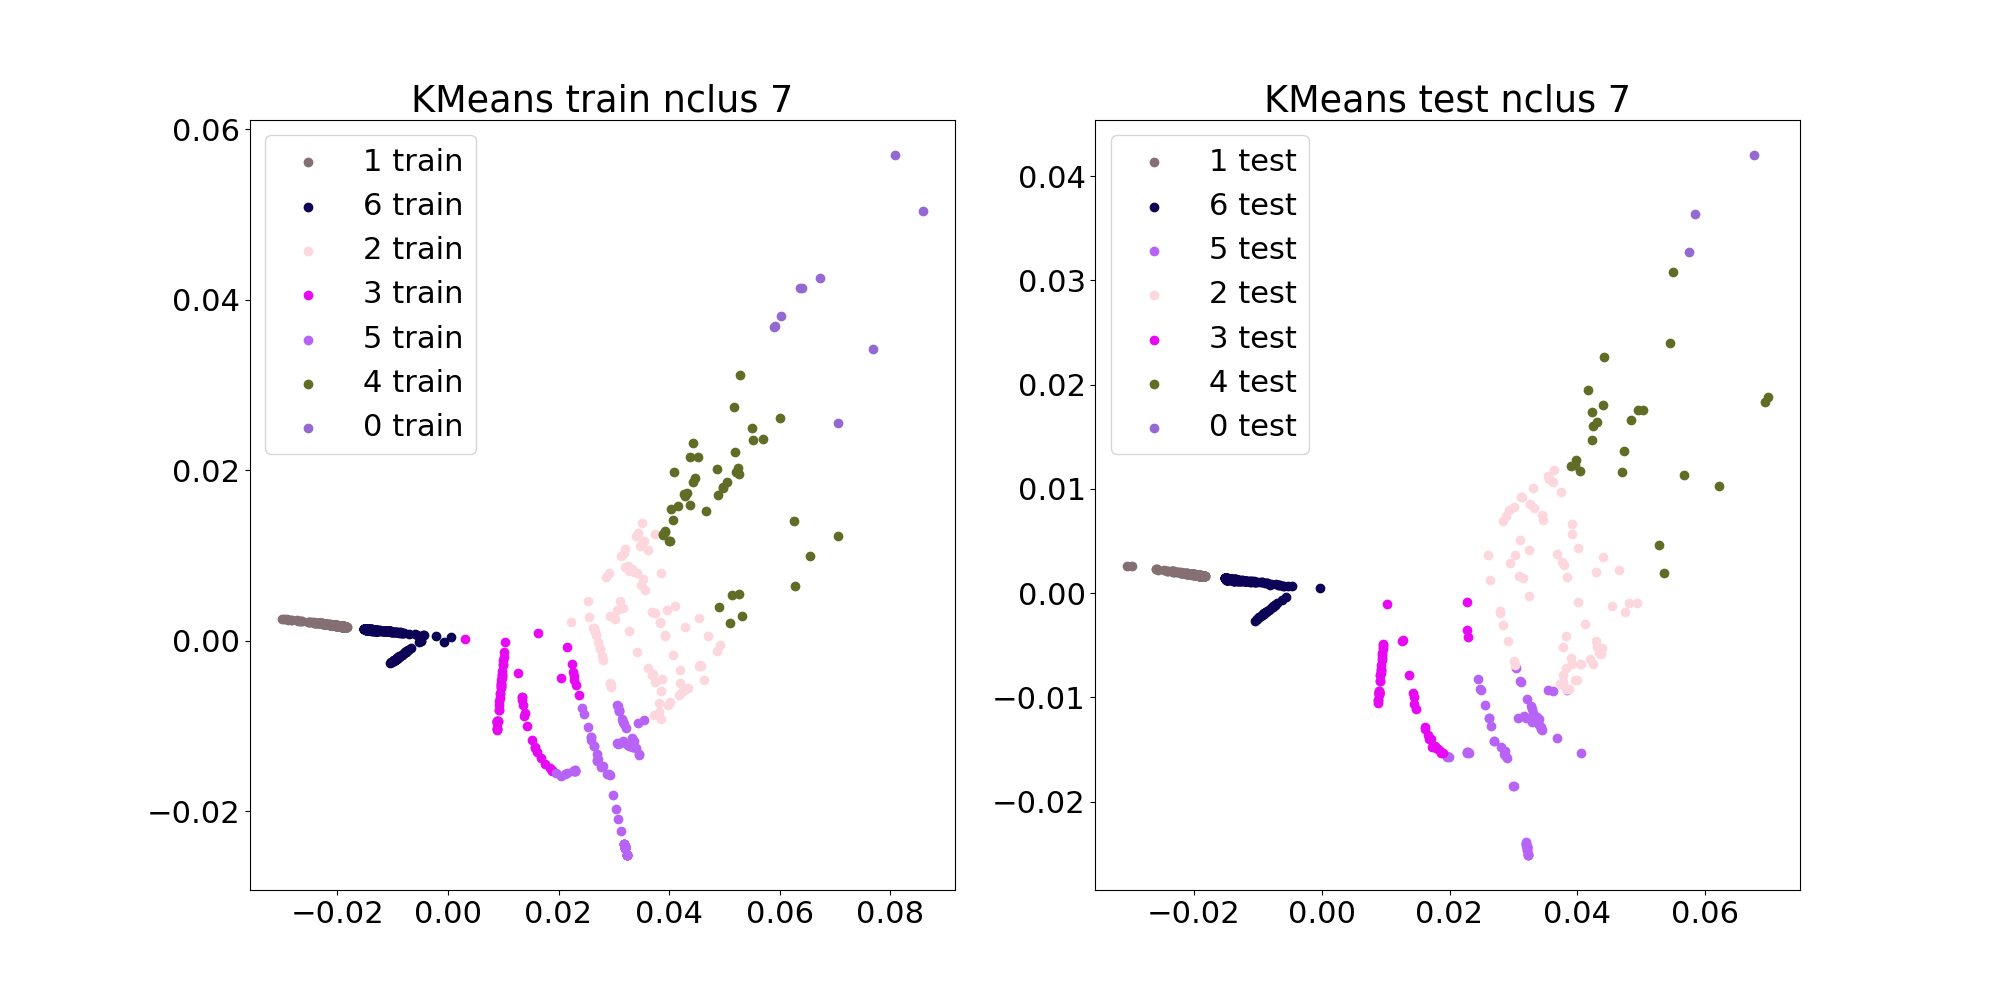 KMeans train nclus 7
0.06
0.04
0.02
0.00
−0.02
−0.02 0.00 0.02 0.04 0.06 0.08
1 train
6 train
2 train
3 train
5 train
4 train
0 train
KMeans test nclus 7
0.04
0.03
0.02
0.01
0.00
−0.01
−0.02
−0.02 0.00 0.02 0.04 0.06
1 test
6 test
5 test
2 test
3 test
4 test
0 test